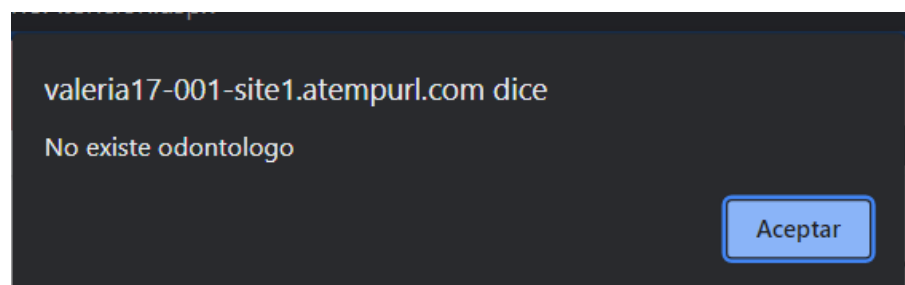 valeria17-001-site1.atempurl.com dice
No existe odontologo
Aceptar